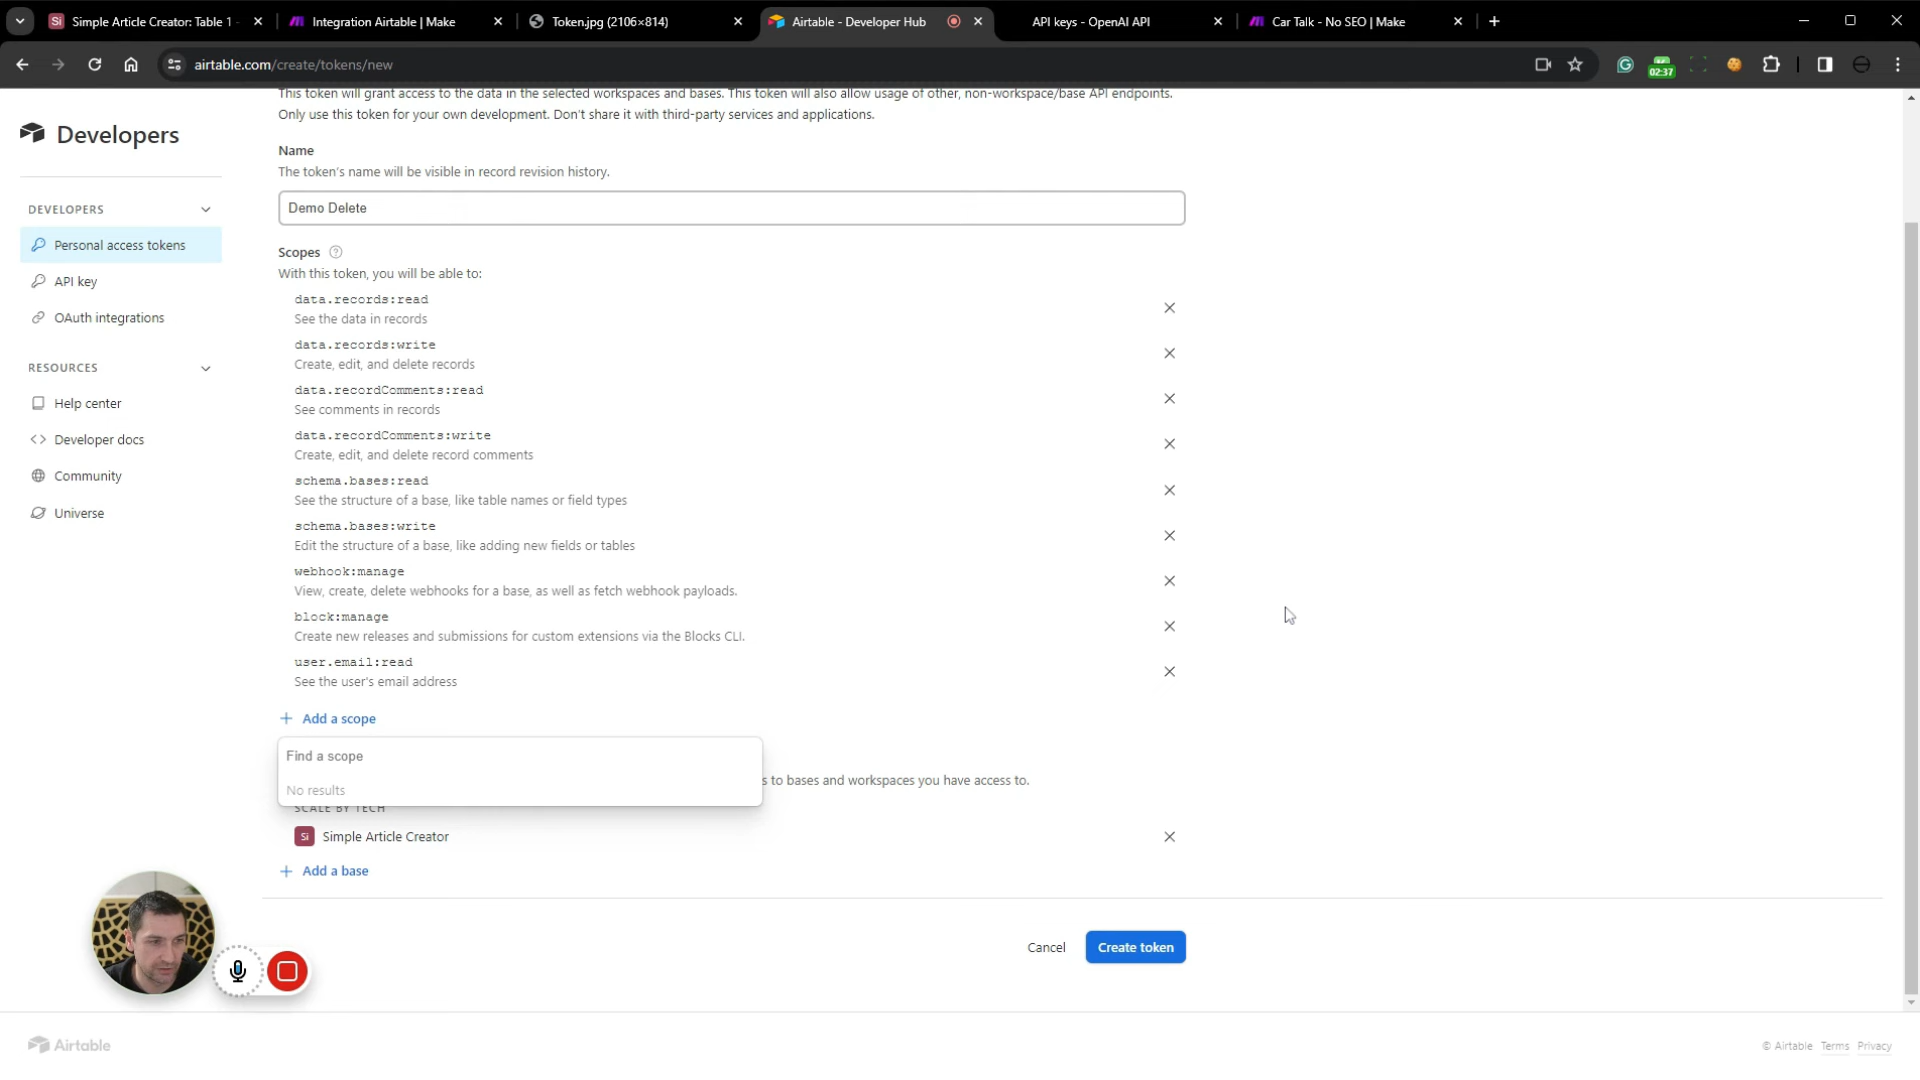 Simple Article Creator: Table 1 -
Integration Airtable | Make
Token.jpg (2106×814)
Airtable - Developer Hub
API keys - OpenAI API
Car Talk - No SEO | Make
airtable.com/create/tokens/new
02:37
This token will grant access to the data in the selected workspaces and bases. This token will also allow usage of other, non-workspace/base API endpoints.
Only use this token for your own development. Don't share it with third-party services and applications.
Developers
Name
The token's name will be visible in record revision history.
DEVELOPERS
Demo Delete
Personal access tokens
Scopes
With this token, you will be able to:
API key
data.records:read
OAuth integrations
See the data in records
data.records:write
RESOURCES
Create, edit, and delete records
data.recordComments:read
Help center
See comments in records
data.recordComments:write
Developer docs
Create, edit, and delete record comments
schema.bases:read
Community
See the structure of a base, like table names or field types
Universe
schema.bases:write
Edit the structure of a base, like adding new fields or tables
webhook:manage
View, create, delete webhooks for a base, as well as fetch webhook payloads.
block:manage
Create new releases and submissions for custom extensions via the Blocks CLI.
user.email:read
See the user's email address
+ Add a scope
Find a scope
No results
s to bases and workspaces you have access to.
SCALE BY TECH
Si Simple Article Creator
+ Add a base
Cancel
Create token
Airtable
© Airtable Terms Privacy